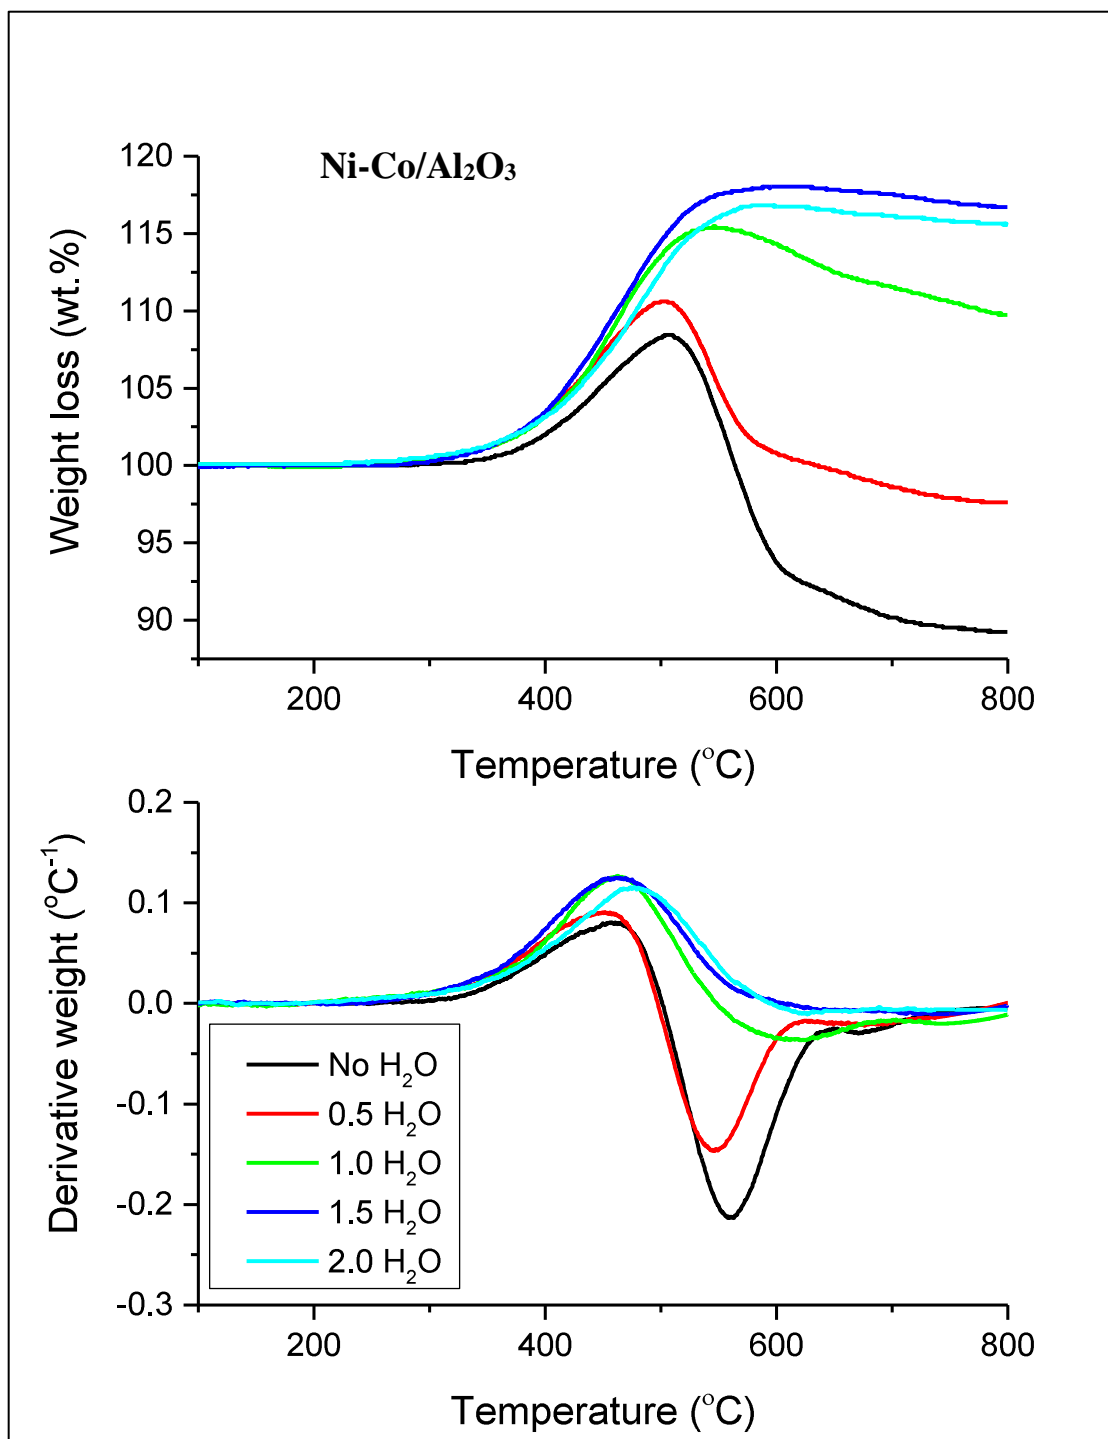 Ni-Co/Al₂O₃
120
115
110
105
100
95
90
Weight loss (wt.%)
200 400 600 800
Temperature (°C)
0.2
0.1
0.0
-0.1
-0.2
-0.3
Derivative weight (°C⁻¹)
No H₂O
0.5 H₂O
1.0 H₂O
1.5 H₂O
2.0 H₂O
200 400 600 800
Temperature (°C)